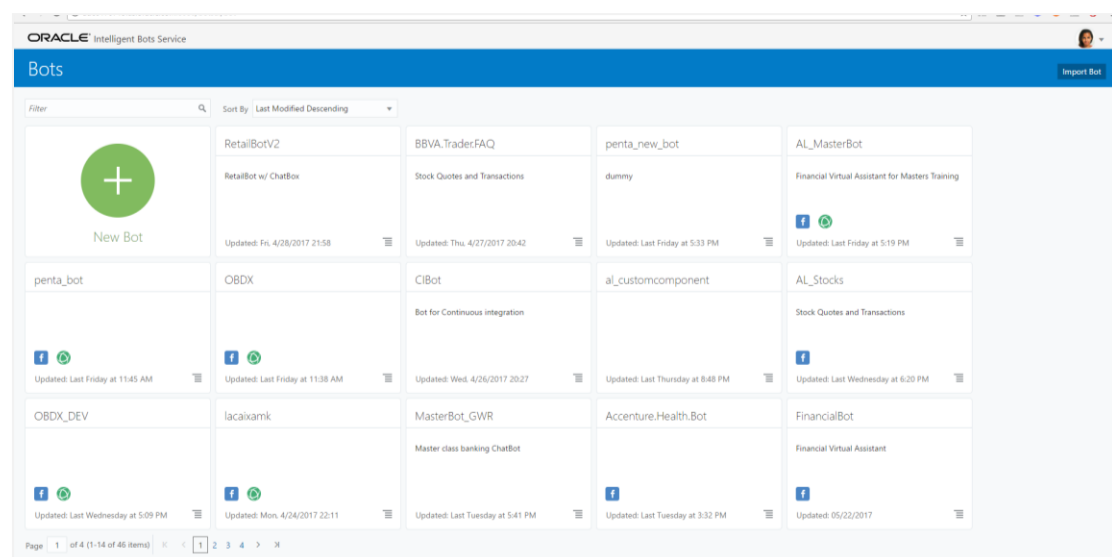 ORACLE® Intelligent Bots Service
Bots
Import Bot
Filter
Sort By Last Modified Descending
New Bot
RetailBotV2
RetailBot w/ ChatBox
Updated: Fri, 4/28/2017 21:58
BBVA.Trader.FAQ
Stock Quotes and Transactions
Updated: Thu, 4/27/2017 20:42
penta_new_bot
dummy
Updated: Last Friday at 5:33 PM
AL_MasterBot
Financial Virtual Assistant for Masters Training
f
Updated: Last Friday at 5:19 PM
penta_bot
f
Updated: Last Friday at 11:45 AM
OBDX
f
Updated: Last Friday at 11:38 AM
CIBot
Bot for Continuous integration
Updated: Wed, 4/26/2017 20:27
al_customcomponent
Updated: Last Thursday at 8:48 PM
AL_Stocks
Stock Quotes and Transactions
f
Updated: Last Wednesday at 6:20 PM
OBDX_DEV
f
Updated: Last Wednesday at 5:09 PM
lacaixamk
f
Updated: Mon, 4/24/2017 22:11
MasterBot_GWR
Master class banking ChatBot
Updated: Last Tuesday at 5:41 PM
Accenture.Health.Bot
f
Updated: Last Tuesday at 3:32 PM
FinancialBot
Financial Virtual Assistant
f
Updated: 05/22/2017
Page 1 of 4 (1-14 of 46 items) 1 2 3 4